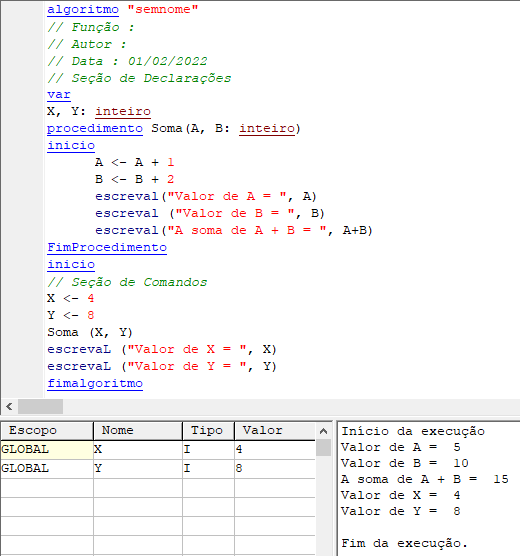 algoritmo "semnome"
// Função :
// Autor :
// Data : 01/02/2022
// Seção de Declarações
var
X, Y: inteiro
procedimento Soma(A, B: inteiro)
inicio
A <- A + 1
B <- B + 2
escreval("Valor de A = ", A)
escreval ("Valor de B = ", B)
escreval("A soma de A + B = ", A+B)
FimProcedimento
inicio
// Seção de Comandos
X <- 4
Y <- 8
Soma (X, Y)
escrevaL ("Valor de X = ", X)
escrevaL ("Valor de Y = ", Y)
fimalgoritmo
Escopo Nome Tipo Valor
GLOBAL X I 4
GLOBAL Y I 8
Início da execução
Valor de A =  5
Valor de B =  10
A soma de A + B =  15
Valor de X =  4
Valor de Y =  8
Fim da execução.